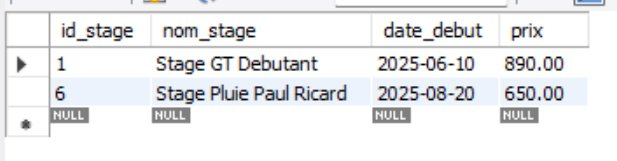 id_stage nom_stage date_debut prix
1 Stage GT Debutant 2025-06-10 890.00
6 Stage Pluie Paul Ricard 2025-08-20 650.00
NULL NULL NULL NULL